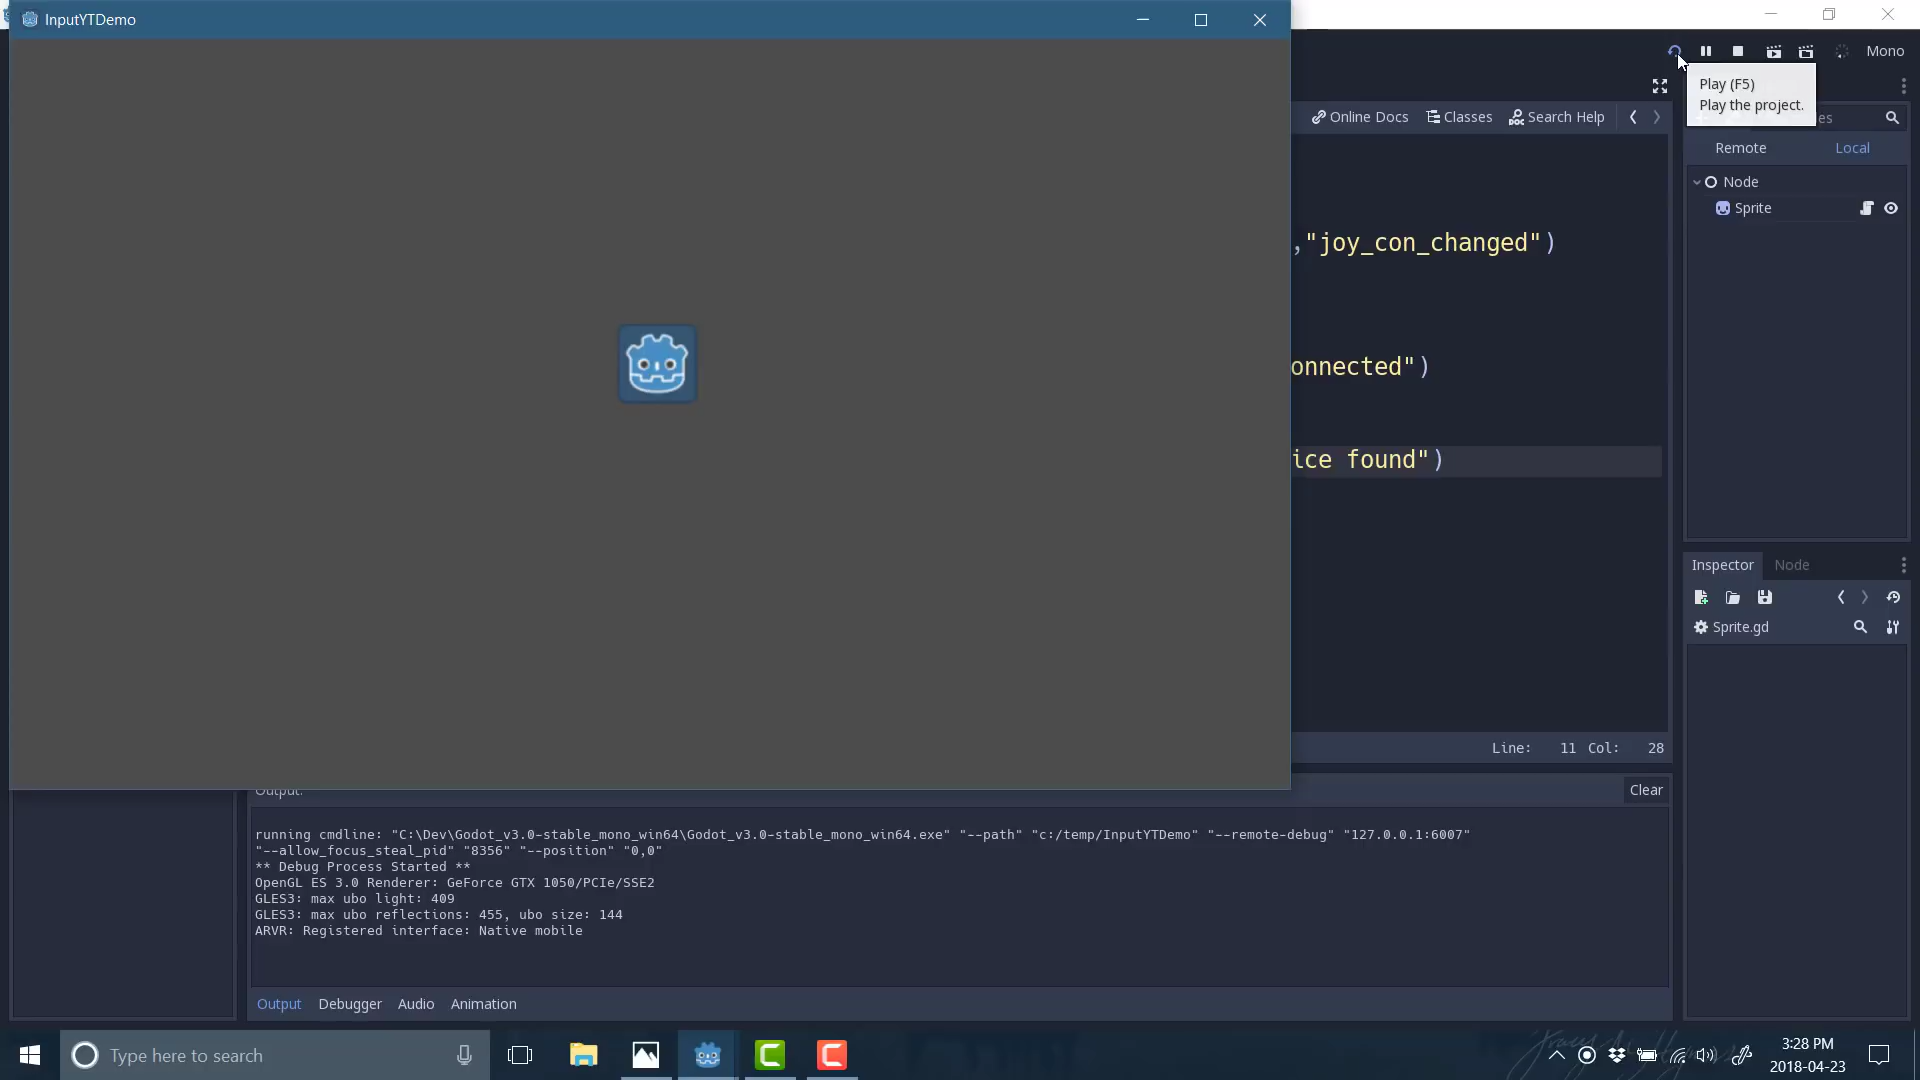 InputYTDemo
Mono
Play (F5)
Play the project.
Online Docs
Classes
Search Help
es
Remote
Local
Node
Sprite
,"joy_con_changed")
onnected")
ice found")
Inspector
Node
Sprite.gd
Line: 11 Col: 28
Output:
Clear
running cmdline: "C:\Dev\Godot_v3.0-stable_mono_win64\Godot_v3.0-stable_mono_win64.exe" "--path" "c:/temp/InputYTDemo" "--remote-debug" "127.0.0.1:6007"
"--allow_focus_steal_pid" "8356" "--position" "0,0"
** Debug Process Started **
OpenGL ES 3.0 Renderer: GeForce GTX 1050/PCIe/SSE2
GLES3: max ubo light: 409
GLES3: max ubo reflections: 455, ubo size: 144
ARVR: Registered interface: Native mobile
Output
Debugger
Audio
Animation
Type here to search
3:28 PM
2018-04-23